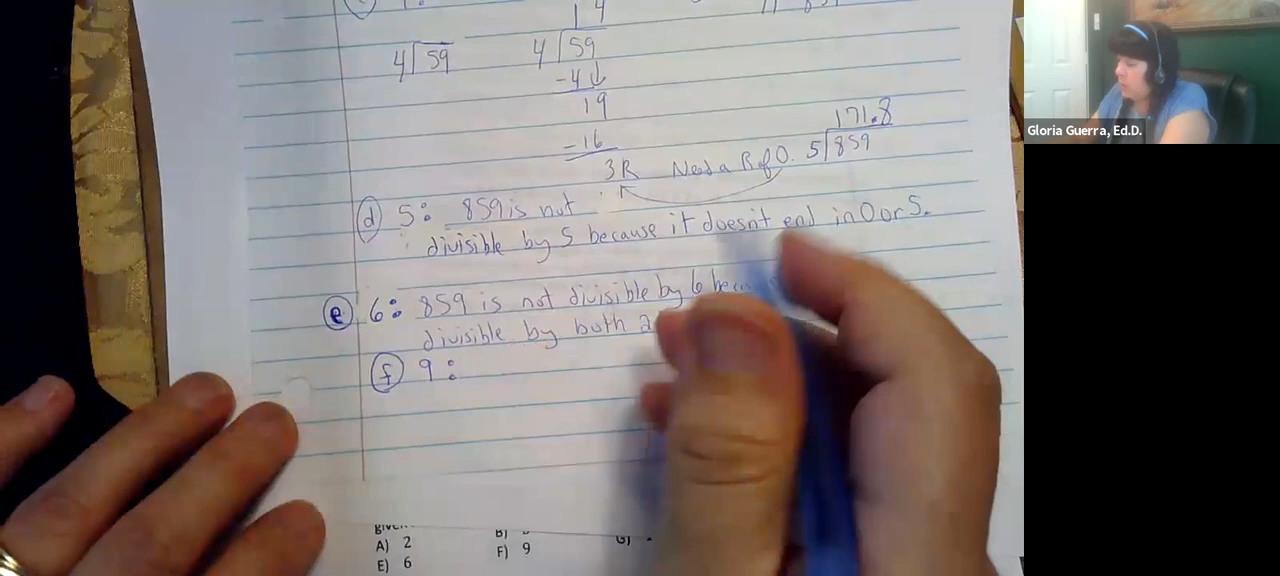 14
4 59 4 59
-4
19
-16
171.8
3R Need a R of 0. 5 859
d 5: 859 is not
divisible by 5 because it doesn't end in 0 or 5.
e 6: 859 is not divisible by 6
divisible by both 2
f 9:
A) 2
F) 9
E) 6
Gloria Guerra, Ed.D.